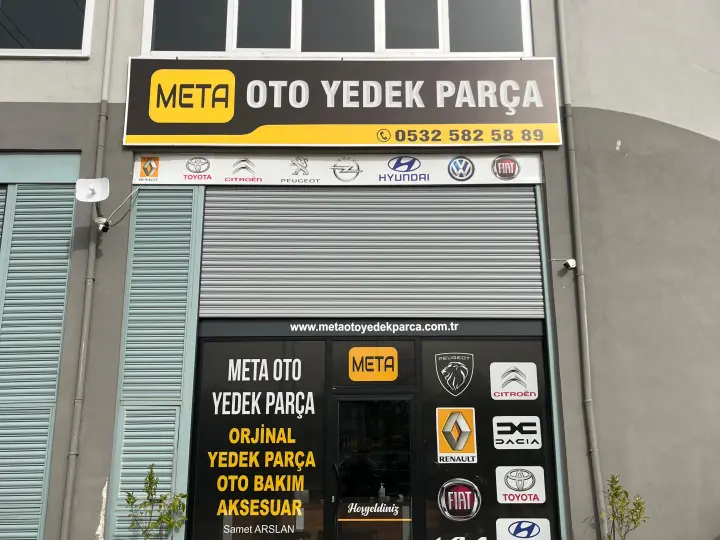 META OTO YEDEK PARÇA
0532 582 58 89
RENAULT TOYOTA CITROËN PEUGEOT HYUNDAI FIAT
www.metaotoyedekparca.com.tr
META OTO
YEDEK PARÇA
ORJİNAL
YEDEK PARÇA
OTO BAKIM
AKSESUAR
Samet ARSLAN
META
Hoşgeldiniz
PEUGEOT
CITROËN
RENAULT
DACIA
FIAT
TOYOTA